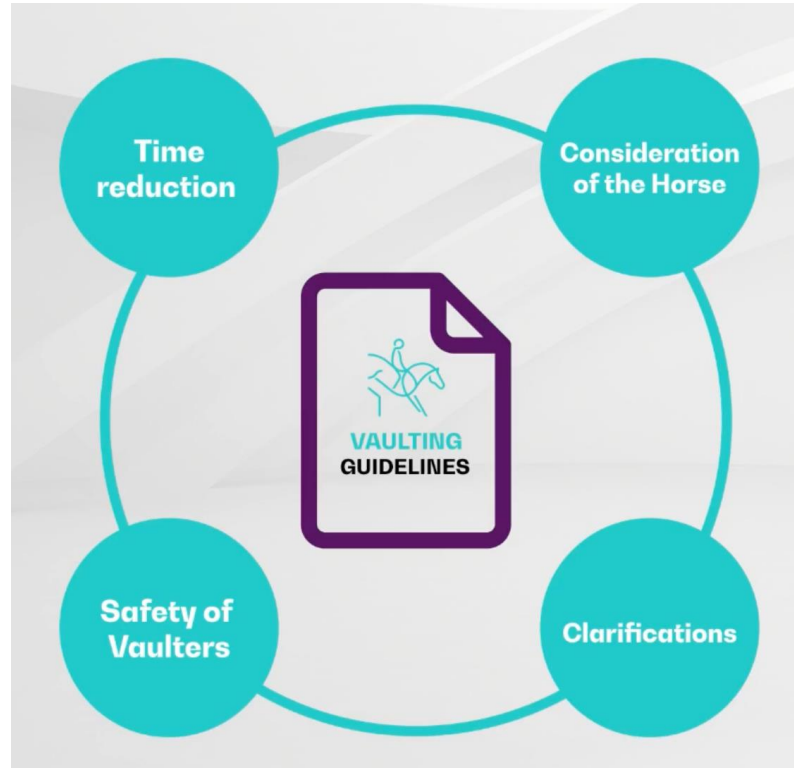 Time
reduction
Consideration
of the Horse
VAULTING
GUIDELINES
Safety of
Vaulters
Clarifications